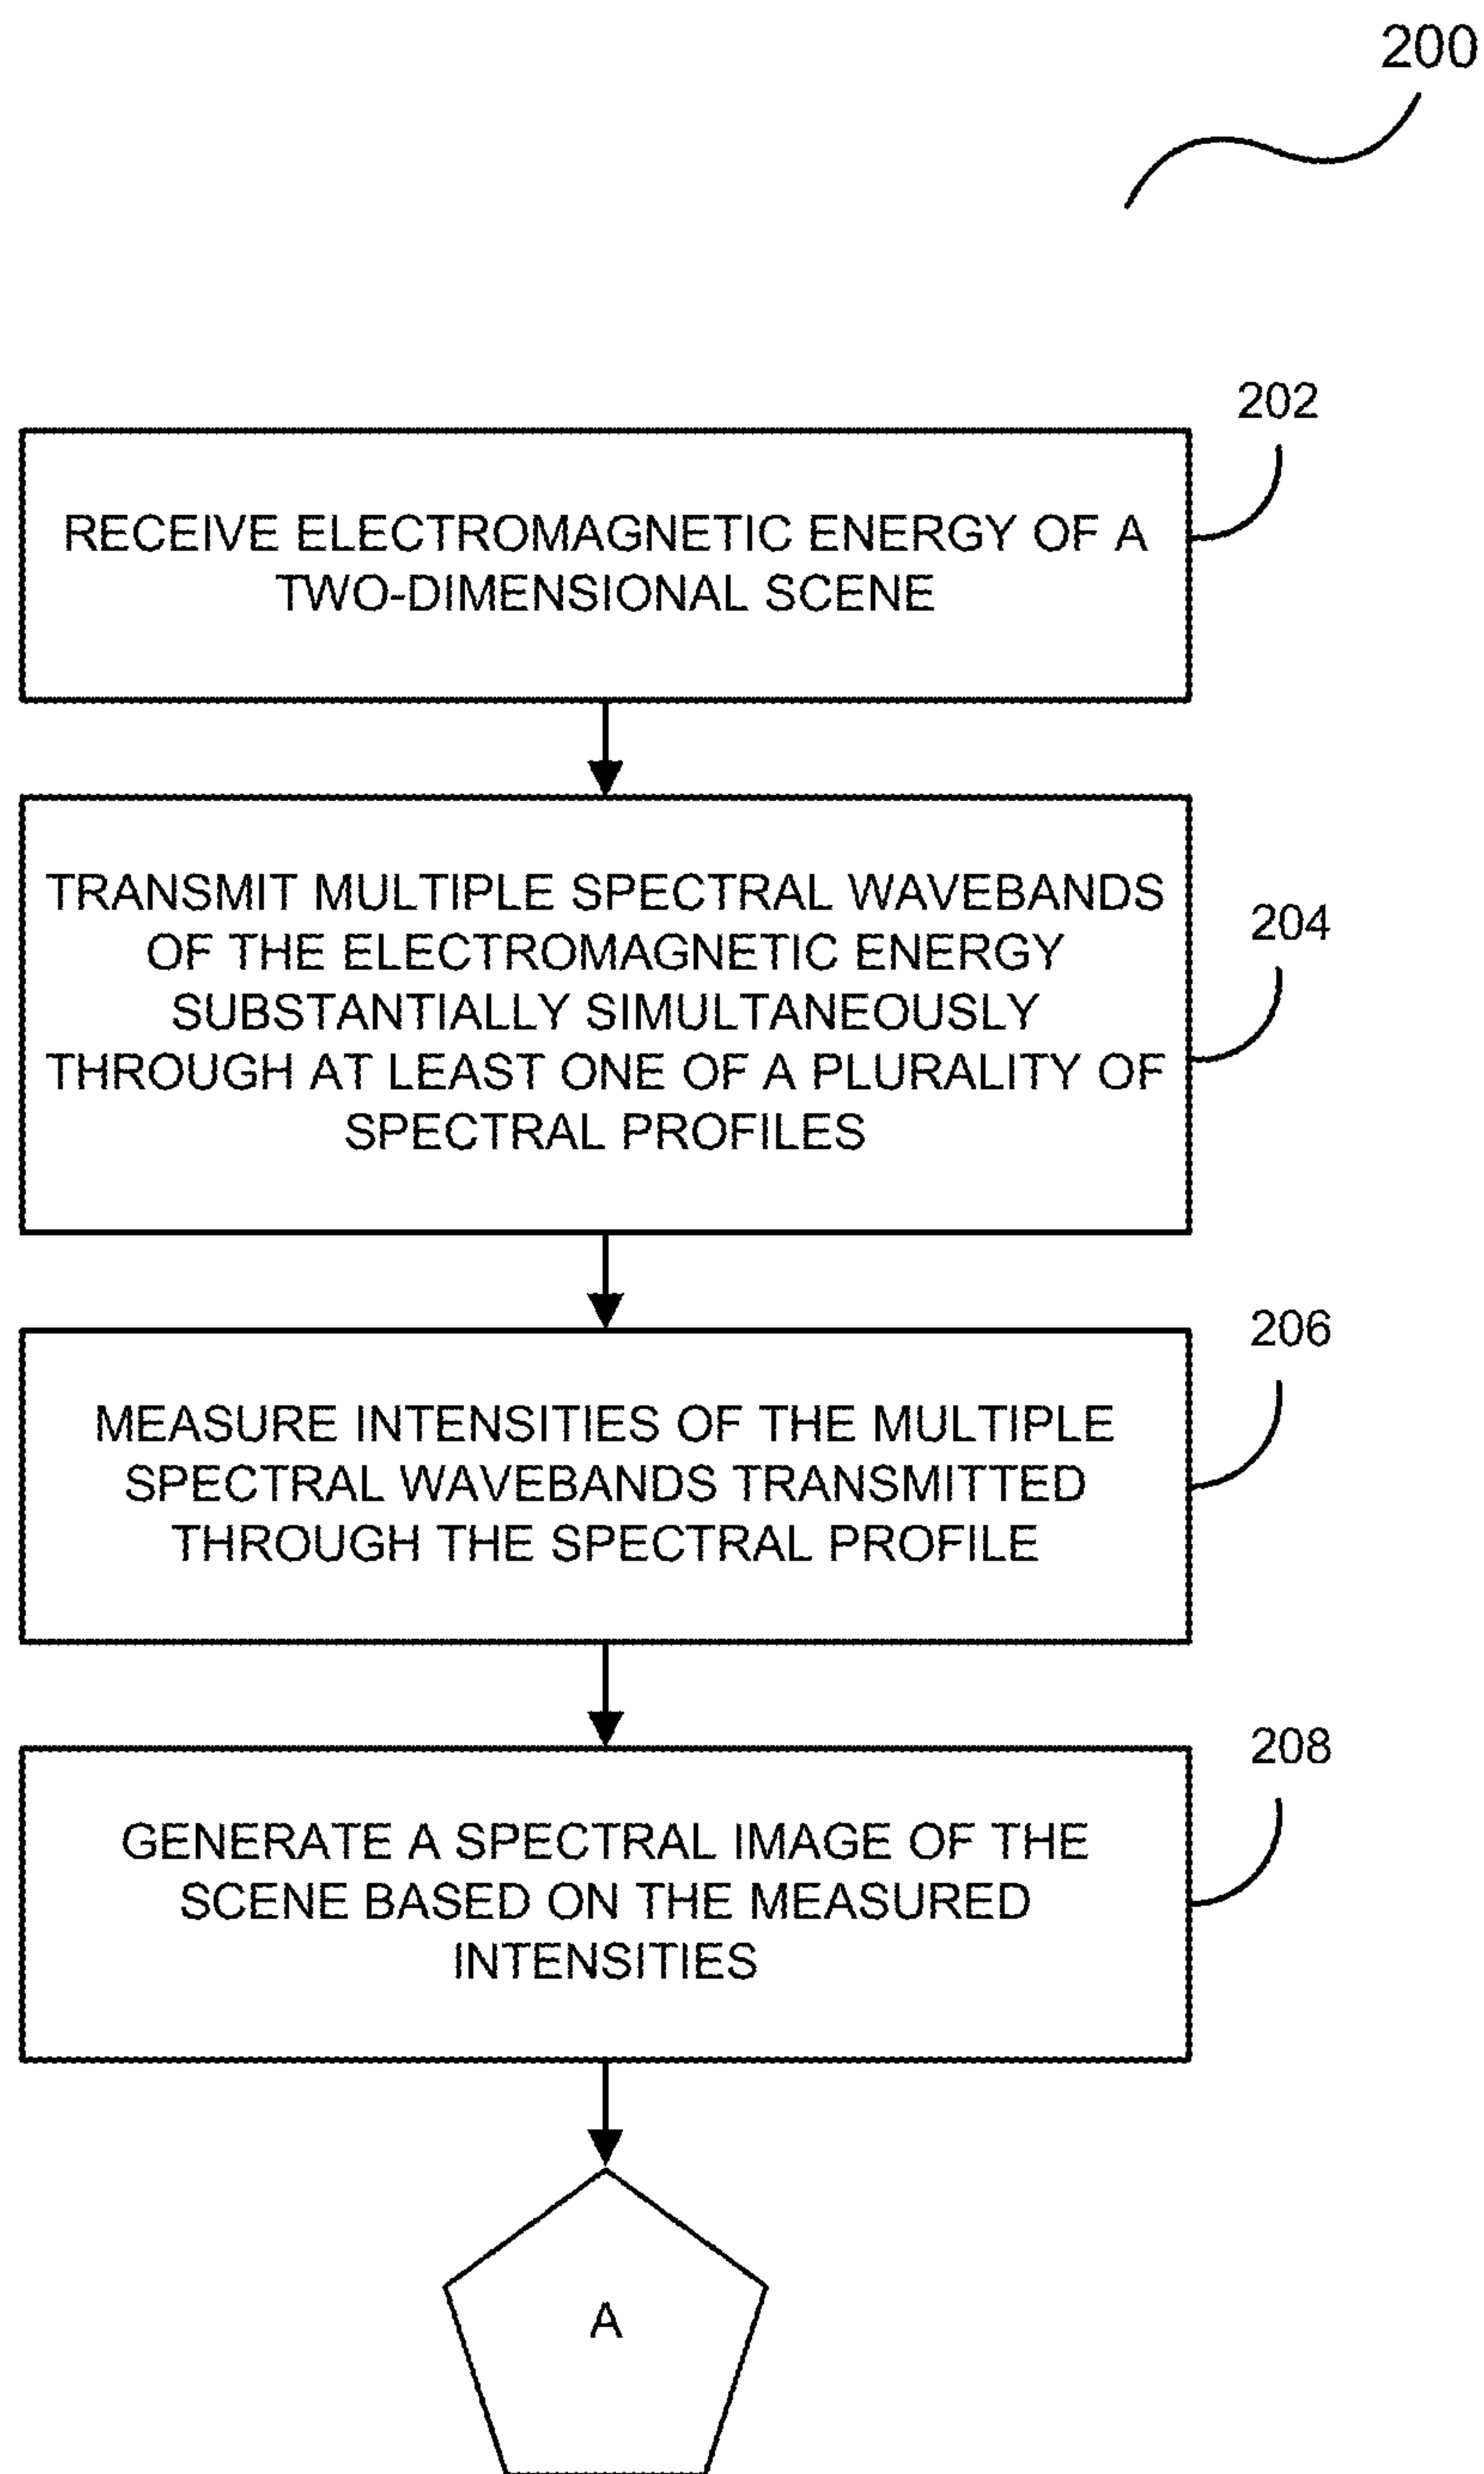 200
202
RECEIVE ELECTROMAGNETIC ENERGY OF A
TWO-DIMENSIONAL SCENE
204
TRANSMIT MULTIPLE SPECTRAL WAVEBANDS
OF THE ELECTROMAGNETIC ENERGY
SUBSTANTIALLY SIMULTANEOUSLY
THROUGH AT LEAST ONE OF A PLURALITY OF
SPECTRAL PROFILES
206
MEASURE INTENSITIES OF THE MULTIPLE
SPECTRAL WAVEBANDS TRANSMITTED
THROUGH THE SPECTRAL PROFILE
208
GENERATE A SPECTRAL IMAGE OF THE
SCENE BASED ON THE MEASURED
INTENSITIES
A